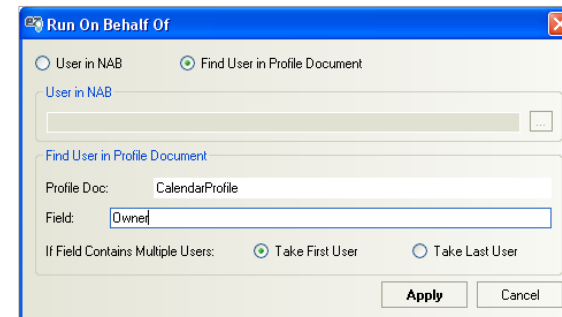 Run On Behalf Of
User in NAB Find User in Profile Document
User in NAB
...
Find User in Profile Document
Profile Doc: CalendarProfile
Field: Owner
If Field Contains Multiple Users: Take First User Take Last User
Apply Cancel